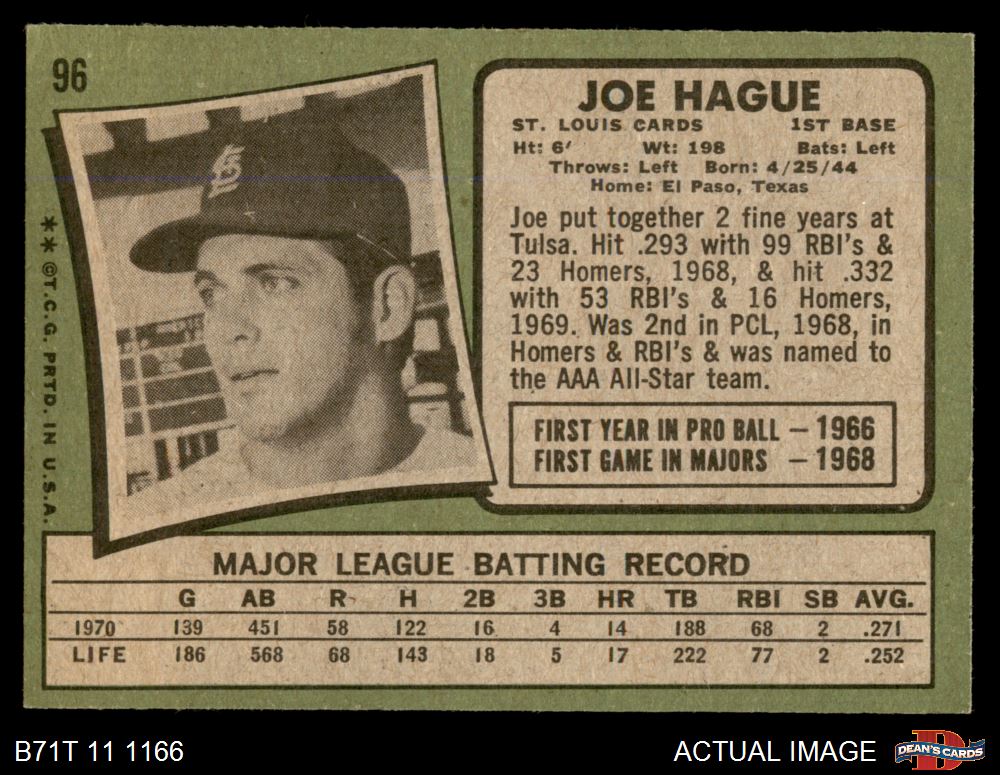 96
JOE HAGUE
ST. LOUIS CARDS 1ST BASE
Ht: 6' Wt: 198 Bats: Left
Throws: Left Born: 4/25/44
Home: El Paso, Texas
Joe put together 2 fine years at
Tulsa. Hit .293 with 99 RBI's &
23 Homers, 1968, & hit .332
with 53 RBI's & 16 Homers,
1969. Was 2nd in PCL, 1968, in
Homers & RBI's & was named to
the AAA All-Star team.
FIRST YEAR IN PRO BALL – 1966
FIRST GAME IN MAJORS – 1968
** ©T.C.G. PRTD. IN U.S.A.
MAJOR LEAGUE BATTING RECORD
G AB R H 2B 3B HR TB RBI SB AVG.
1970 139 451 58 122 16 4 14 188 68 2 .271
LIFE 186 568 68 143 18 5 17 222 77 2 .252
B71T 11 1166
ACTUAL IMAGE
DEAN'S CARDS